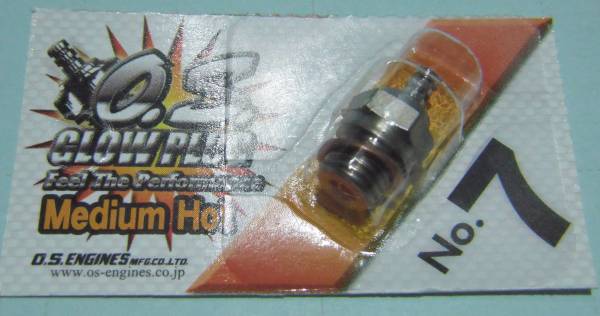 O.S.
GLOW PLUG
Feel The Performance
Medium Hot
O.S.ENGINES MFG.CO.,LTD.
www.os-engines.co.jp
No.7